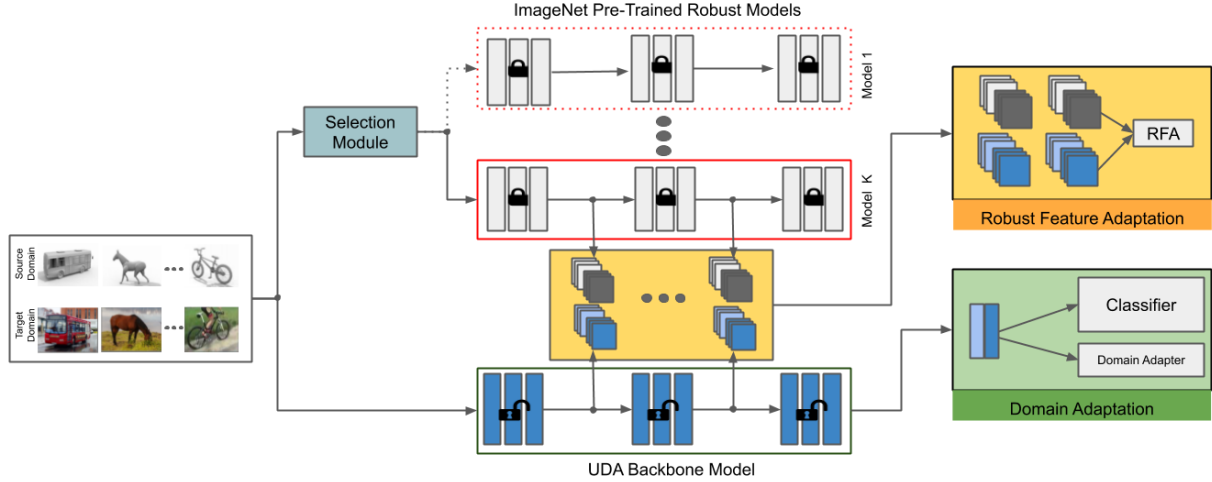 ImageNet Pre-Trained Robust Models
Model 1
Selection
Module
RFA
Model K
Robust Feature Adaptation
Source
Domain
Target
Domain
Classifier
Domain Adapter
Domain Adaptation
UDA Backbone Model